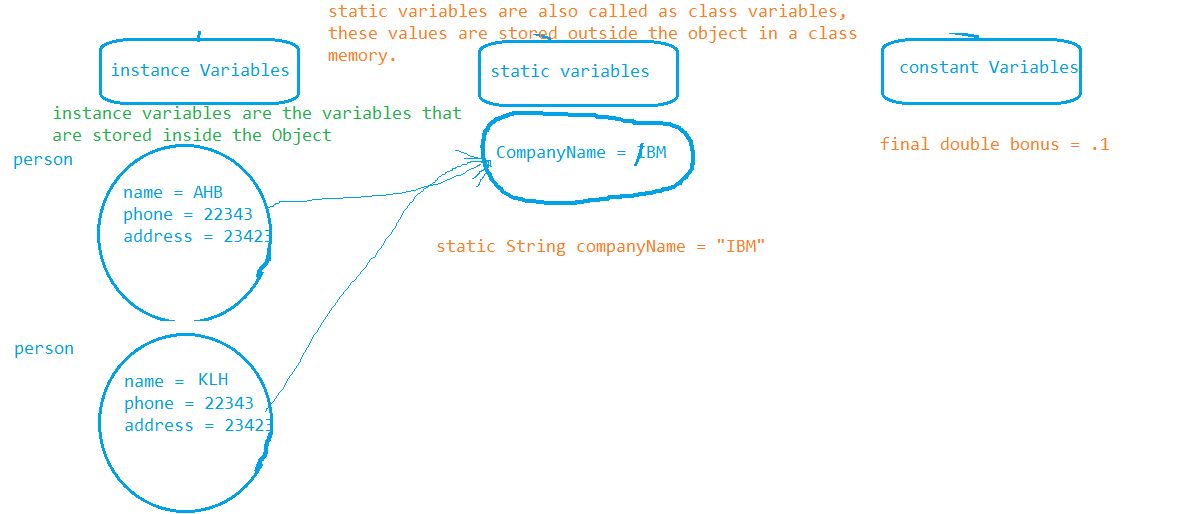 static variables are also called as class variables,
these values are stored outside the object in a class
memory.
instance Variables
static variables
constant Variables
instance variables are the variables that
are stored inside the Object
person
name = AHB
phone = 22343
address = 23423
CompanyName = IBM
final double bonus = .1
static String companyName = "IBM"
person
name = KLH
phone = 22343
address = 23423